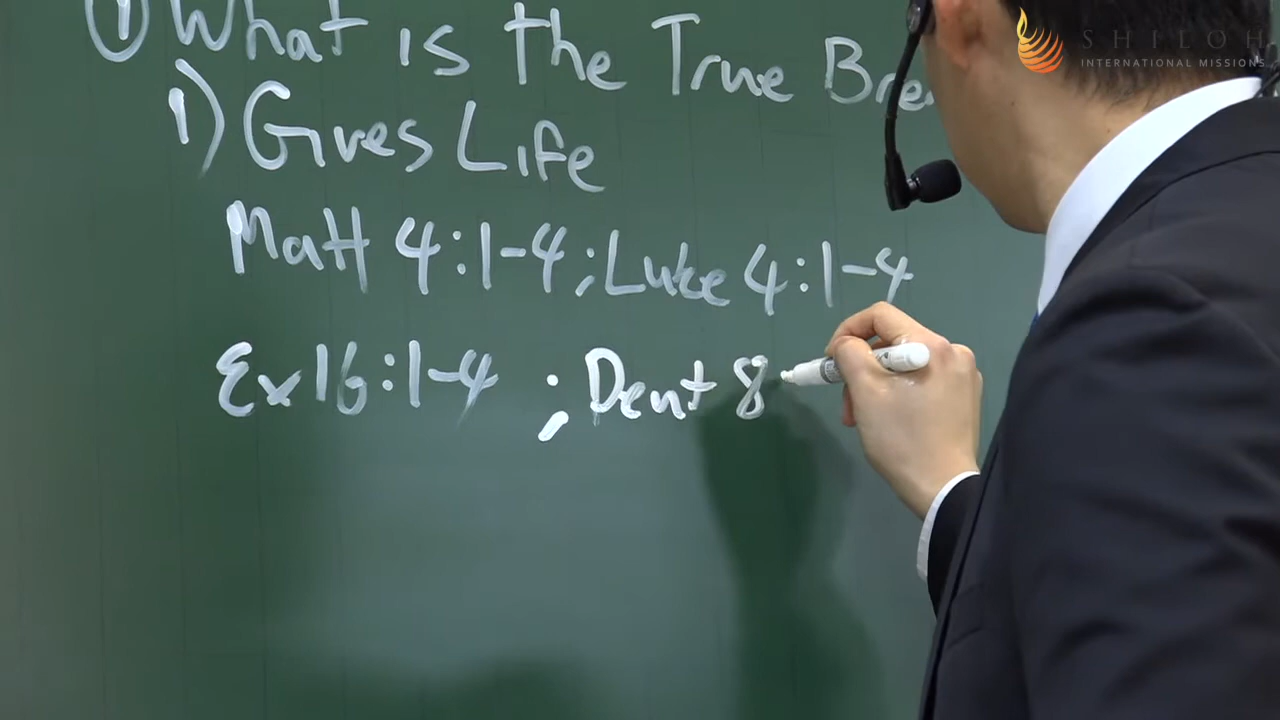 ① What is the True Bre
1) Gives Life
Matt 4:1-4; Luke 4:1-4
Ex 16:1-4 ; Deut 8
SHILOH
INTERNATIONAL MISSIONS